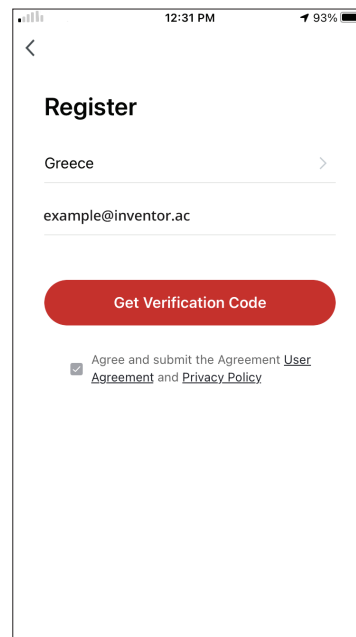 12:31 PM
93%
Register
Greece
example@inventor.ac
Get Verification Code
Agree and submit the Agreement User
Agreement and Privacy Policy